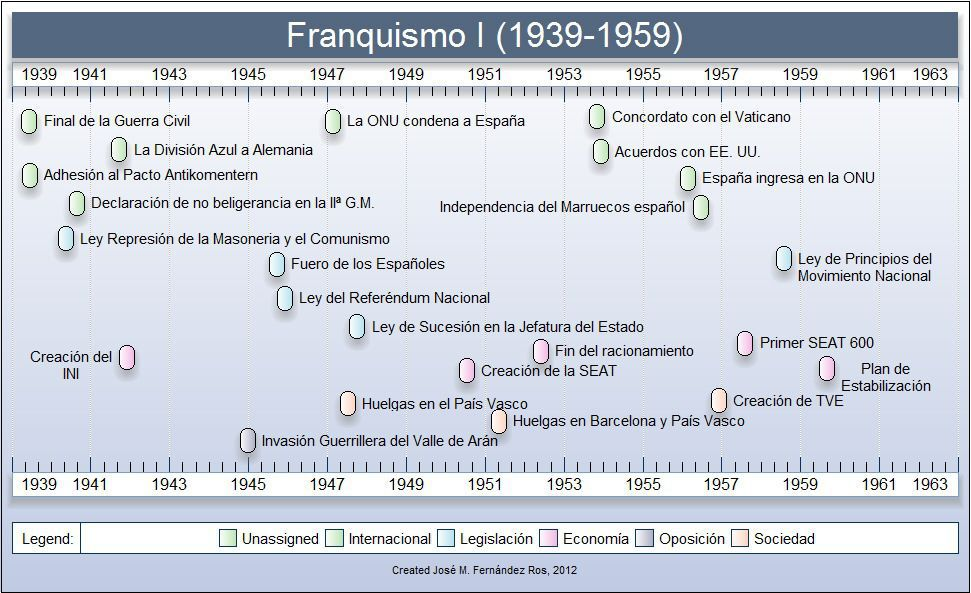 Franquismo I (1939-1959)
1939 1941 1943 1945 1947 1949 1951 1953 1955 1957 1959 1961 1963
Final de la Guerra Civil
La ONU condena a España
Concordato con el Vaticano
La División Azul a Alemania
Acuerdos con EE. UU.
Adhesión al Pacto Antikomentern
España ingresa en la ONU
Declaración de no beligerancia en la IIª G.M.
Independencia del Marruecos español
Ley Represión de la Masoneria y el Comunismo
Fuero de los Españoles
Ley de Principios del
Movimiento Nacional
Ley del Referéndum Nacional
Ley de Sucesión en la Jefatura del Estado
Primer SEAT 600
Fin del racionamiento
Creación del
INI
Creación de la SEAT
Plan de
Estabilización
Huelgas en el País Vasco
Creación de TVE
Huelgas en Barcelona y País Vasco
Invasión Guerrillera del Valle de Arán
1939 1941 1943 1945 1947 1949 1951 1953 1955 1957 1959 1961 1963
Legend: Unassigned Internacional Legislación Economía Oposición Sociedad
Created José M. Fernández Ros, 2012